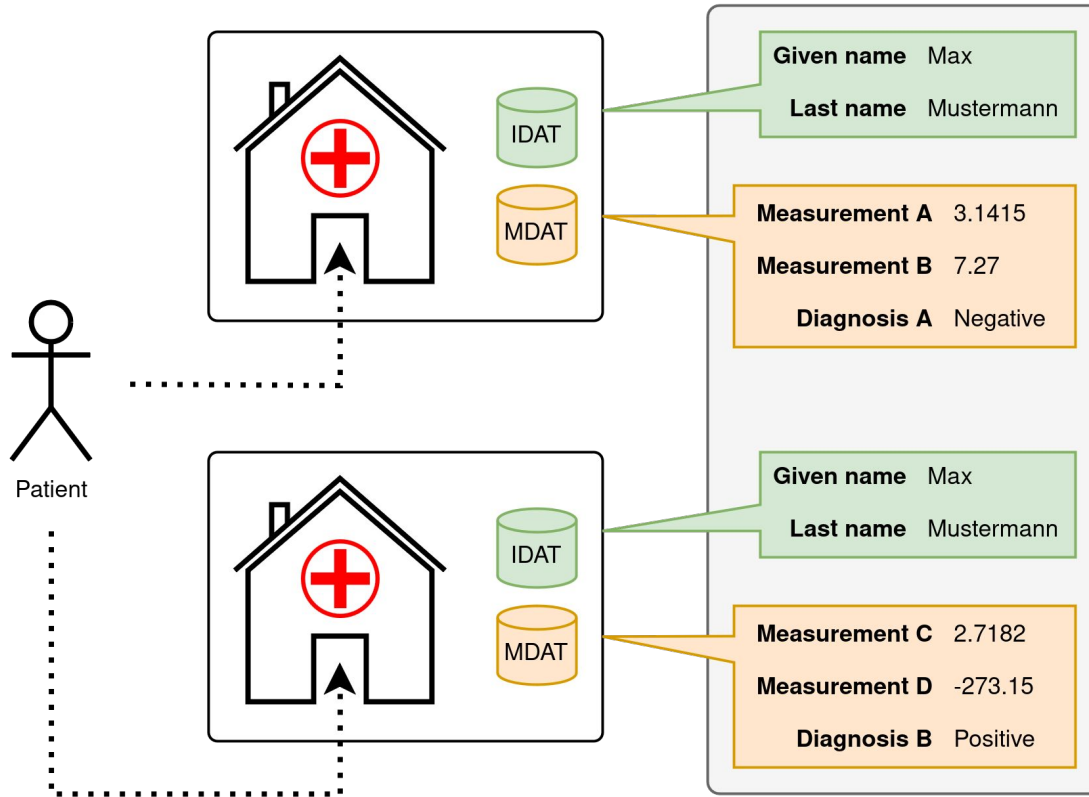 Given name Max
Last name Mustermann
IDAT
MDAT
Measurement A 3.1415
Measurement B 7.27
Diagnosis A Negative
Patient
Given name Max
Last name Mustermann
IDAT
MDAT
Measurement C 2.7182
Measurement D -273.15
Diagnosis B Positive